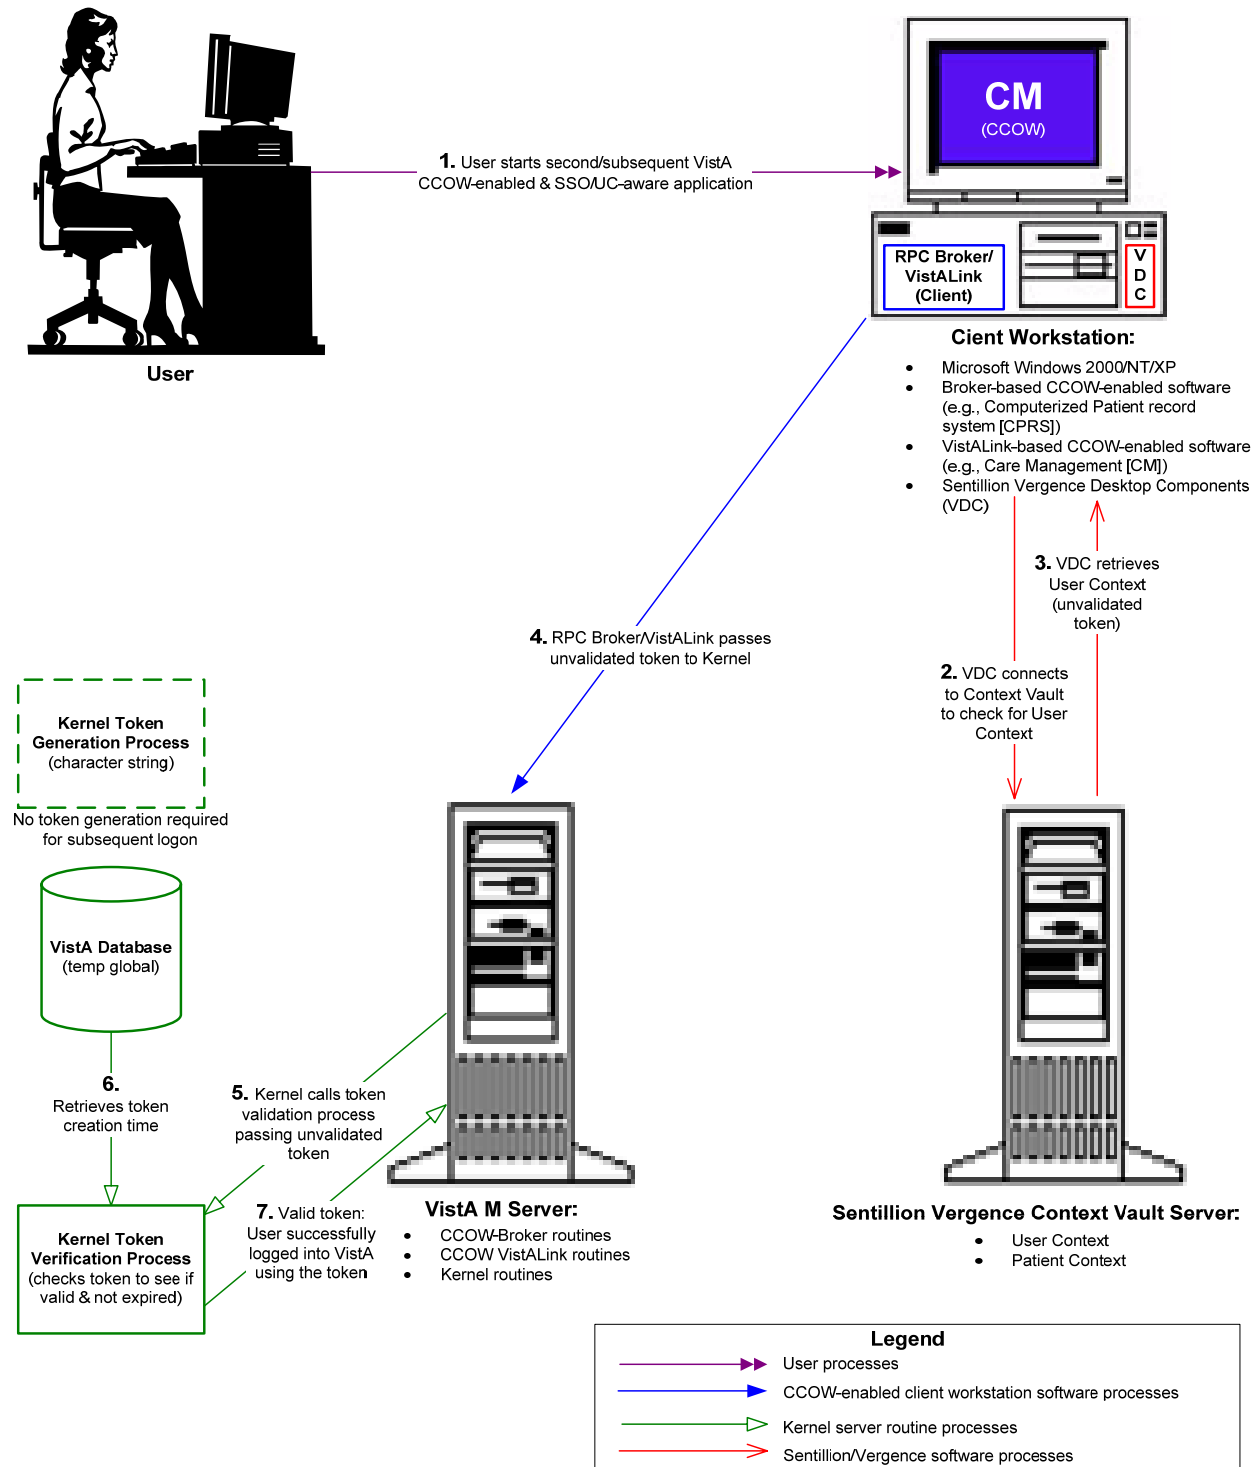 CM
(CCOW)
1. User starts second/subsequent VistA
CCOW-enabled & SSO/UC-aware application
RPC Broker/
VistALink
(Client)
V
D
C
User
Cient Workstation:
• Microsoft Windows 2000/NT/XP
• Broker-based CCOW-enabled software
(e.g., Computerized Patient record
system [CPRS])
• VistALink-based CCOW-enabled software
(e.g., Care Management [CM])
• Sentillion Vergence Desktop Components
(VDC)
3. VDC retrieves
User Context
(unvalidated
token)
4. RPC Broker/VistALink passes
unvalidated token to Kernel
2. VDC connects
to Context Vault
to check for User
Context
Kernel Token
Generation Process
(character string)
No token generation required
for subsequent logon
VistA Database
(temp global)
6.
Retrieves token
creation time
5. Kernel calls token
validation process
passing unvalidated
token
7. Valid token:
User successfully
logged into VistA
using the token
Kernel Token
Verification Process
(checks token to see if
valid & not expired)
VistA M Server:
• CCOW-Broker routines
• CCOW VistALink routines
• Kernel routines
Sentillion Vergence Context Vault Server:
• User Context
• Patient Context
Legend
User processes
CCOW-enabled client workstation software processes
Kernel server routine processes
Sentillion/Vergence software processes